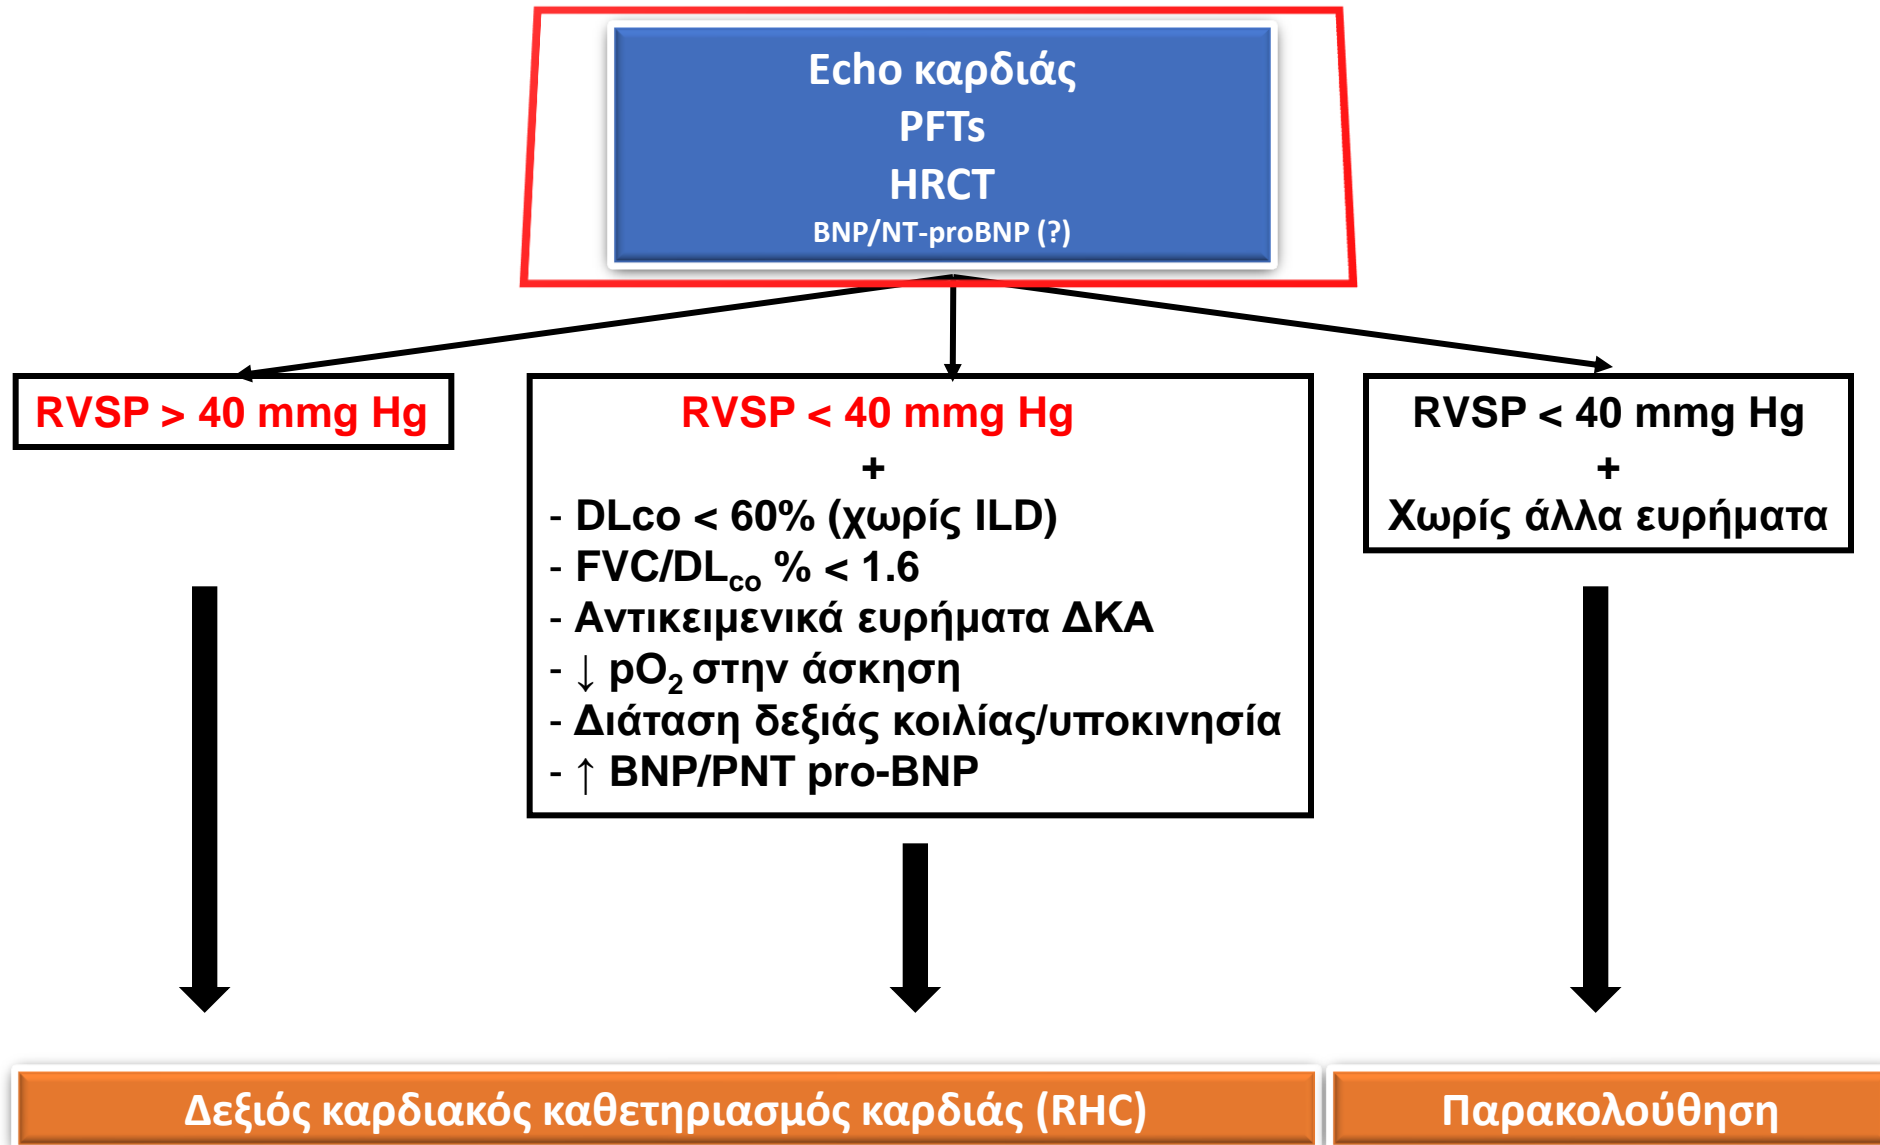 Echo καρδιάς
PFTs
HRCT
BNP/NT-proBNP (?)
RVSP > 40 mmg Hg
RVSP < 40 mmg Hg
+
- DLco < 60% (χωρίς ILD)
- FVC/DLco % < 1.6
- Αντικειμενικά ευρήματα ΔΚΑ
- ↓ pO2 στην άσκηση
- Διάταση δεξιάς κοιλίας/υποκινησία
- ↑ BNP/PNT pro-BNP
RVSP < 40 mmg Hg
+
Χωρίς άλλα ευρήματα
Δεξιός καρδιακός καθετηριασμός καρδιάς (RHC)
Παρακολούθηση